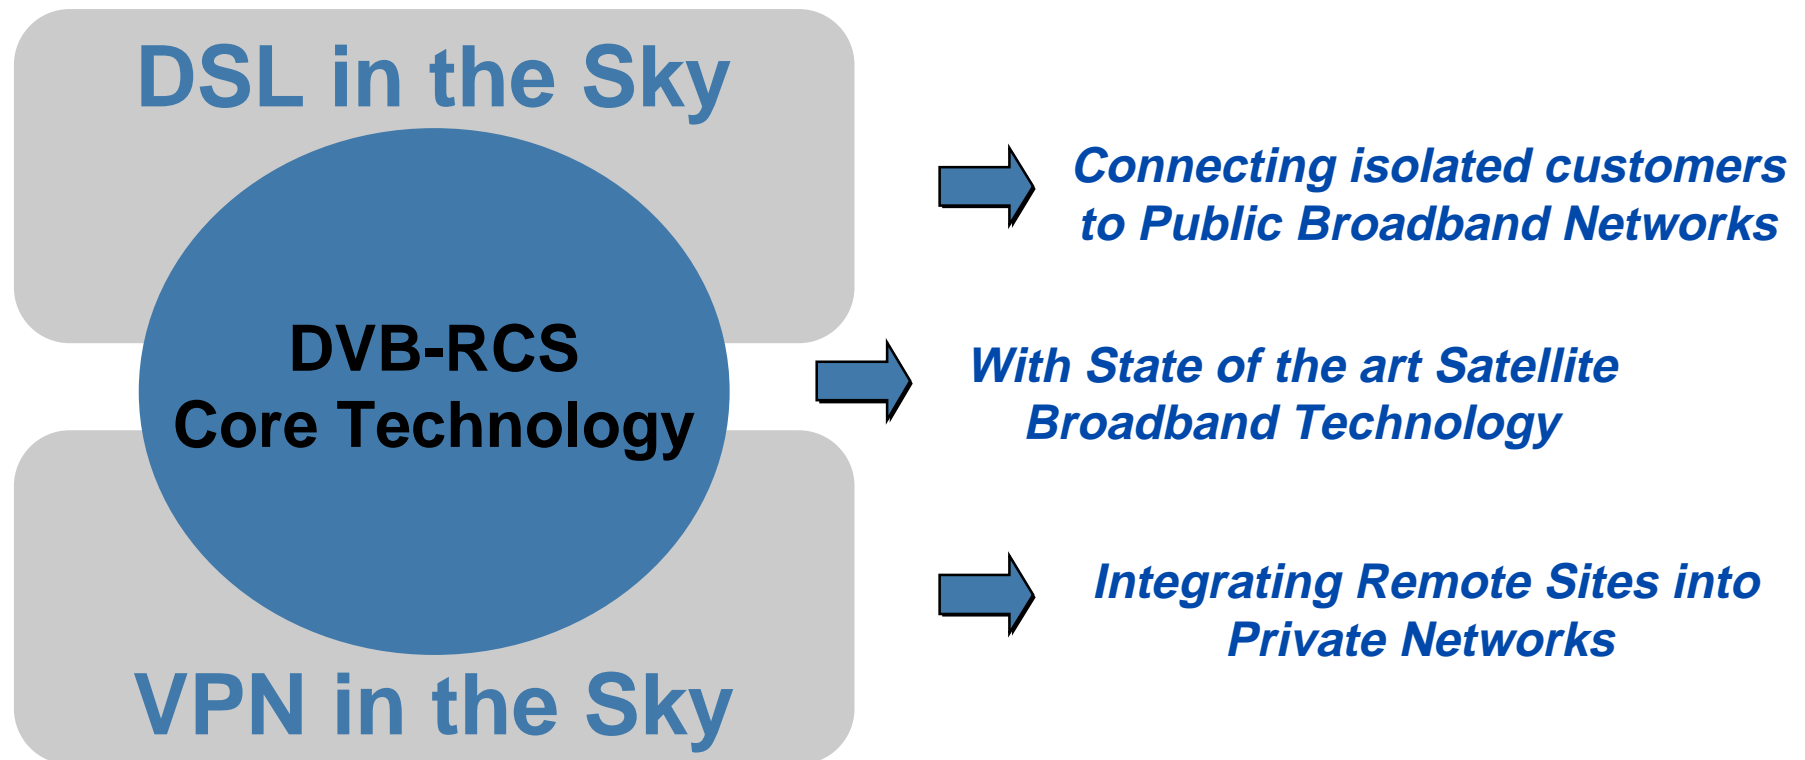 DSL in the Sky
Connecting isolated customers
to Public Broadband Networks
DVB-RCS
Core Technology
With State of the art Satellite
Broadband Technology
Integrating Remote Sites into
Private Networks
VPN in the Sky